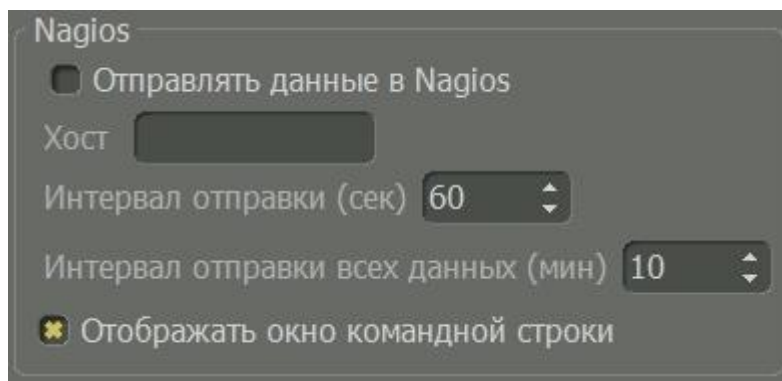 Nagios
Отправлять данные в Nagios
Хост
Интервал отправки (сек) 60
Интервал отправки всех данных (мин) 10
Отображать окно командной строки